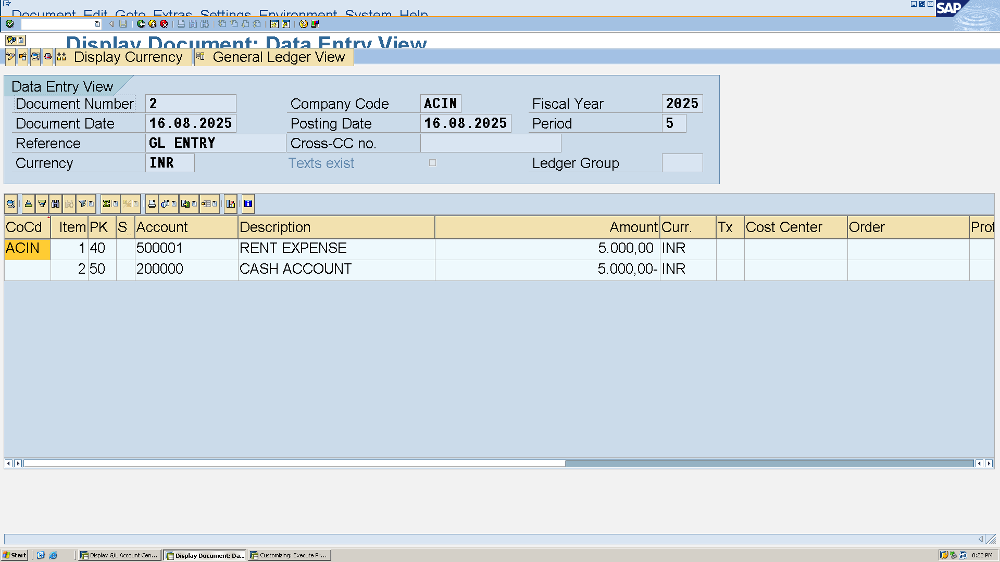 Document Edit Goto Extras Settings Environment System Help
SAP
Display Document: Data Entry View
Display Currency General Ledger View
Data Entry View
Document Number 2 Company Code ACIN Fiscal Year 2025
Document Date 16.08.2025 Posting Date 16.08.2025 Period 5
Reference GL ENTRY Cross-CC no.
Currency INR Texts exist Ledger Group
CoCd Item PK S... Account Description Amount Curr. Tx Cost Center Order Prof
ACIN 1 40 500001 RENT EXPENSE 5.000,00 INR
2 50 200000 CASH ACCOUNT 5.000,00- INR
Start Display G/L Account Cen... Display Document: Da... Customizing: Execute Pr... 8:22 PM